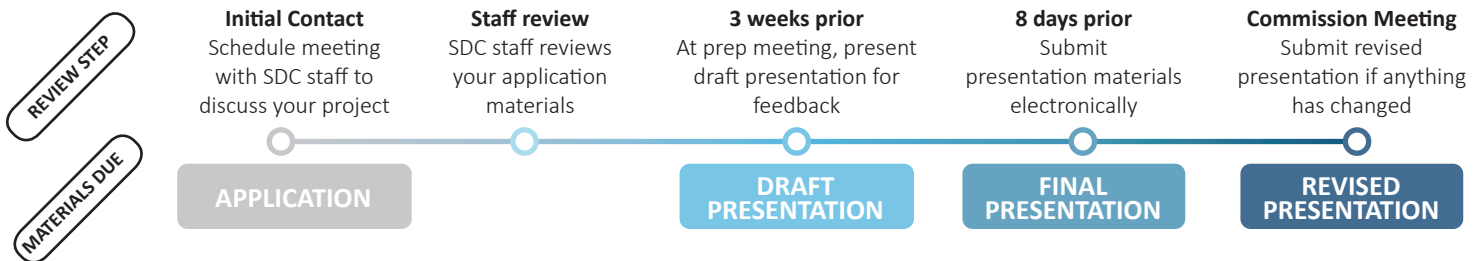 REVIEW STEP
Initial Contact
Schedule meeting
with SDC staff to
discuss your project
Staff review
SDC staff reviews
your application
materials
3 weeks prior
At prep meeting, present
draft presentation for
feedback
8 days prior
Submit
presentation materials
electronically
Commission Meeting
Submit revised
presentation if anything
has changed
MATERIALS DUE
APPLICATION
DRAFT
PRESENTATION
FINAL
PRESENTATION
REVISED
PRESENTATION